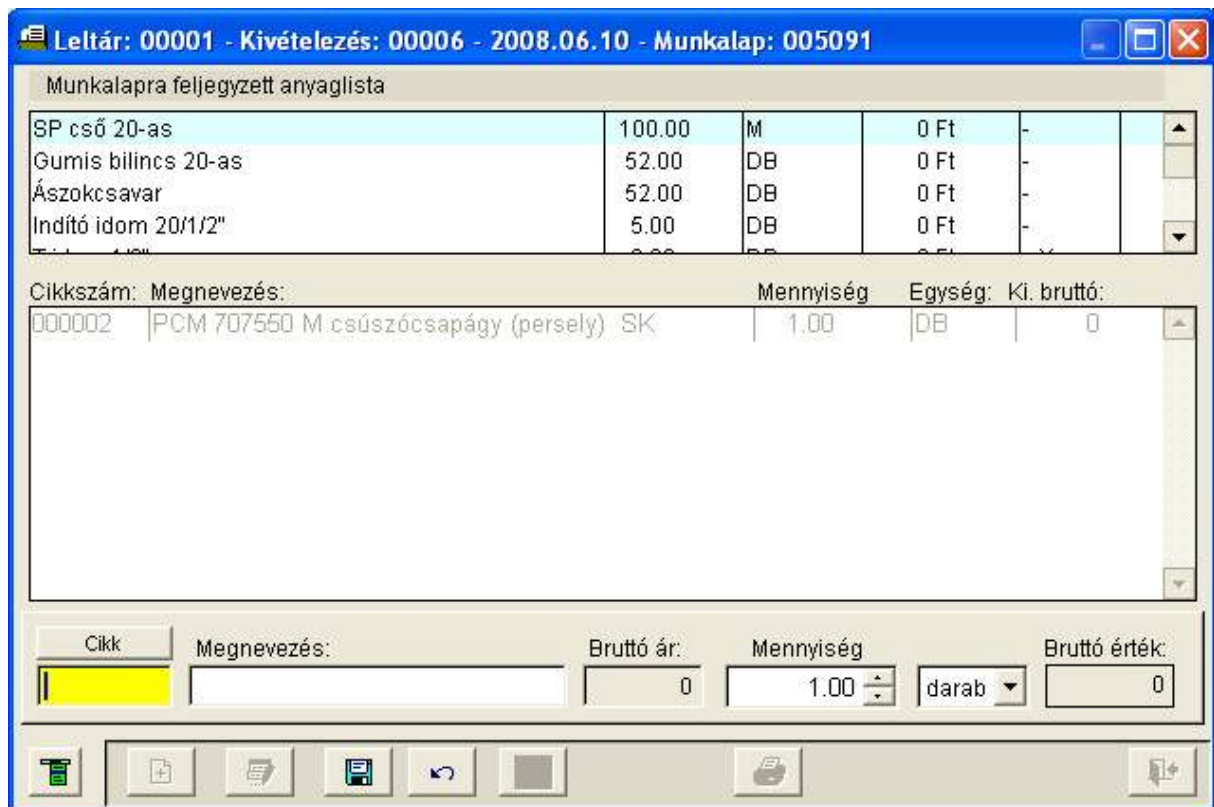 Leltár: 00001 - Kivételezés: 00006 - 2008.06.10 - Munkalap: 005091
Munkalapra feljegyzett anyaglista
SP cső 20-as 100.00 M 0 Ft -
Gumis bilincs 20-as 52.00 DB 0 Ft -
Ászokcsavar 52.00 DB 0 Ft -
Indító idom 20/1/2" 5.00 DB 0 Ft -
Cikkszám: Megnevezés: Mennyiség Egység: Ki. bruttó:
000002 PCM 707550 M csúszócsapágy (persely) SK 1.00 DB 0
Cikk Megnevezés: Bruttó ár: Mennyiség Bruttó érték:
0 1.00 darab 0